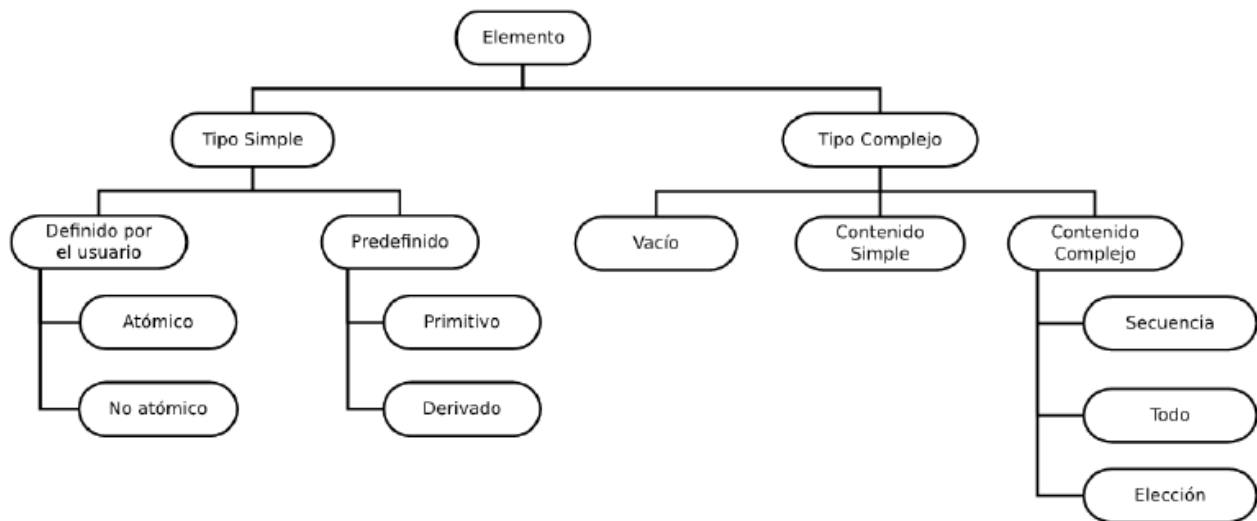 Elemento
Tipo Simple
Tipo Complejo
Definido por
el usuario
Predefinido
Vacío
Contenido
Simple
Contenido
Complejo
Atómico
Primitivo
Secuencia
No atómico
Derivado
Todo
Elección